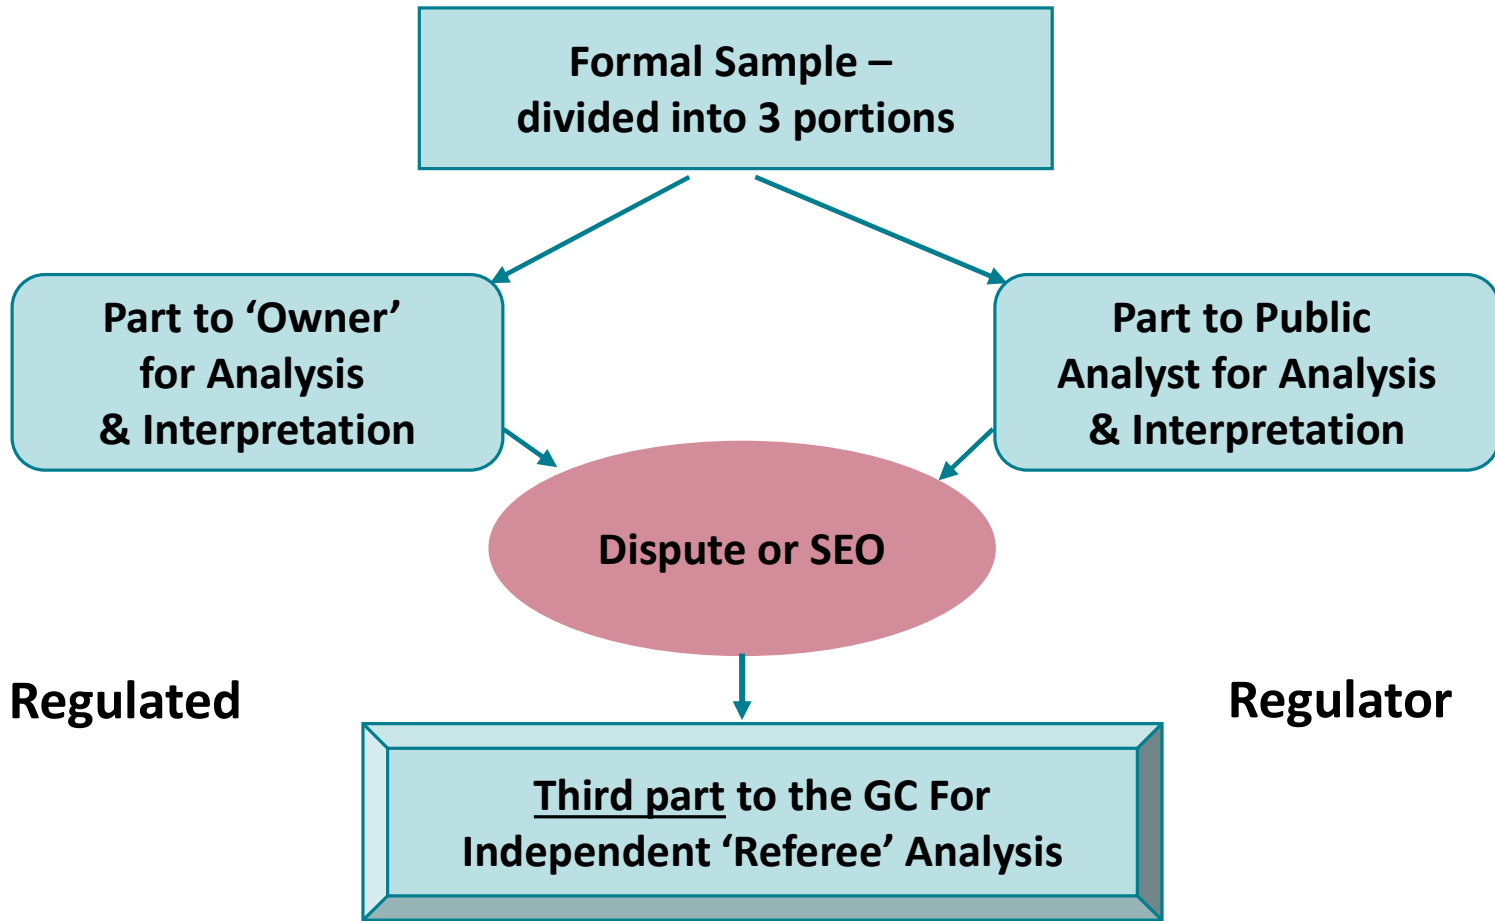 Formal Sample –
divided into 3 portions
Part to ‘Owner’
for Analysis
& Interpretation
Part to Public
Analyst for Analysis
& Interpretation
Dispute or SEO
Regulated
Regulator
Third part to the GC For
Independent ‘Referee’ Analysis